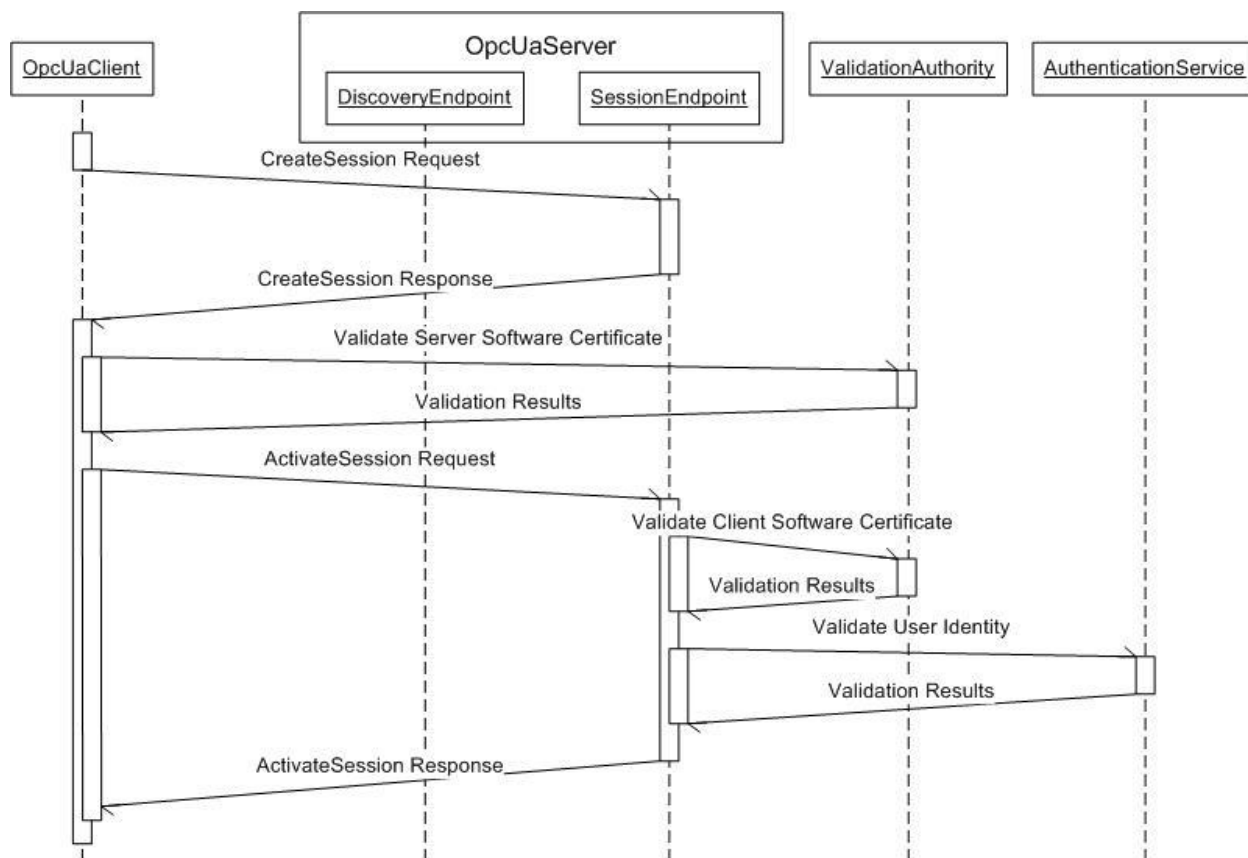 OpcUaServer
OpcUaClient
DiscoveryEndpoint
SessionEndpoint
ValidationAuthority
AuthenticationService
CreateSession Request
CreateSession Response
Validate Server Software Certificate
Validation Results
ActivateSession Request
Validate Client Software Certificate
Validation Results
Validate User Identity
Validation Results
ActivateSession Response